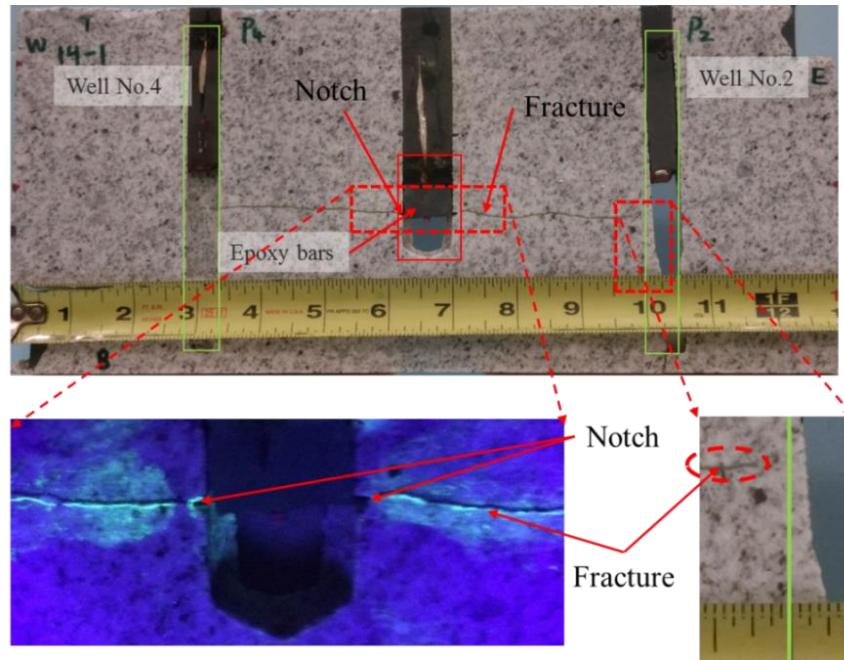 T
P4
P2
W 14-1
E
Well No.4
Well No.2
Notch
Fracture
Epoxy bars
1 2 3 4 5 6 7 8 9 10 11 1F 12
B
Notch
Fracture